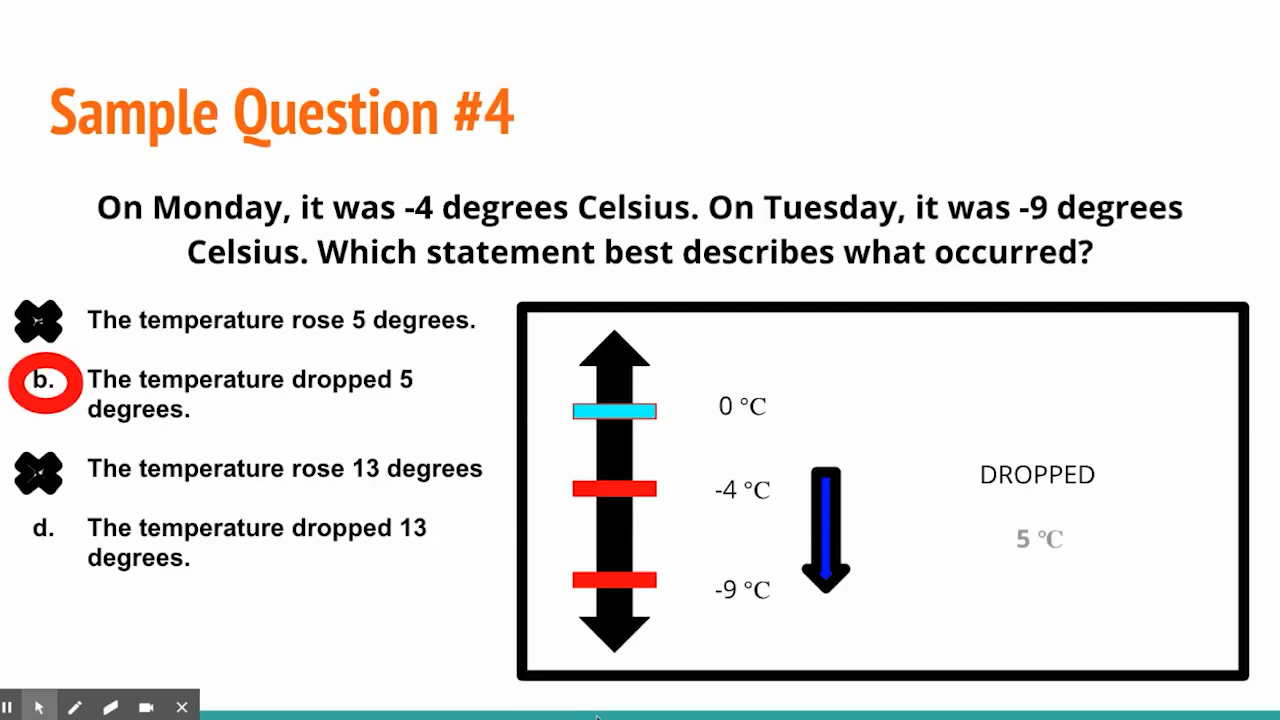 Sample Question #4
On Monday, it was -4 degrees Celsius. On Tuesday, it was -9 degrees
Celsius. Which statement best describes what occurred?
The temperature rose 5 degrees.
b. The temperature dropped 5
degrees.
The temperature rose 13 degrees
d. The temperature dropped 13
degrees.
0 °C
-4 °C
-9 °C
DROPPED
5 °C